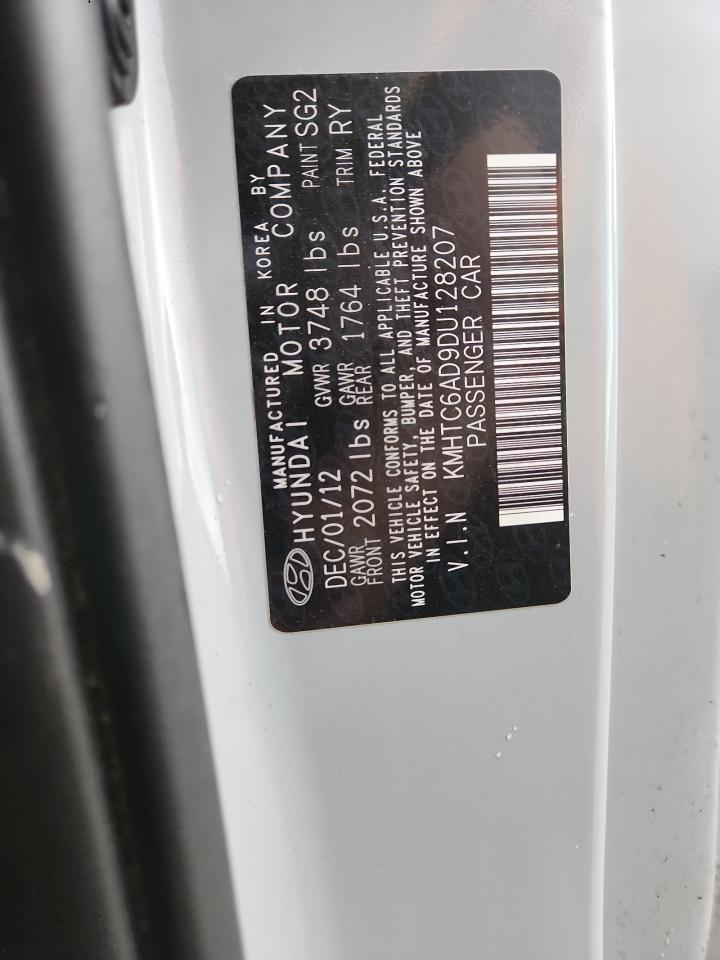 MANUFACTURED IN KOREA BY
HYUNDAI MOTOR COMPANY
DEC/01/12 GVWR 3748 lbs PAINT SG2
GAWR FRONT 2072 lbs GAWR REAR 1764 lbs TRIM RY
THIS VEHICLE CONFORMS TO ALL APPLICABLE U.S.A. FEDERAL
MOTOR VEHICLE SAFETY, BUMPER, AND THEFT PREVENTION STANDARDS
IN EFFECT ON THE DATE OF MANUFACTURE SHOWN ABOVE
V.I.N KMHTC6AD9DU128207
PASSENGER CAR